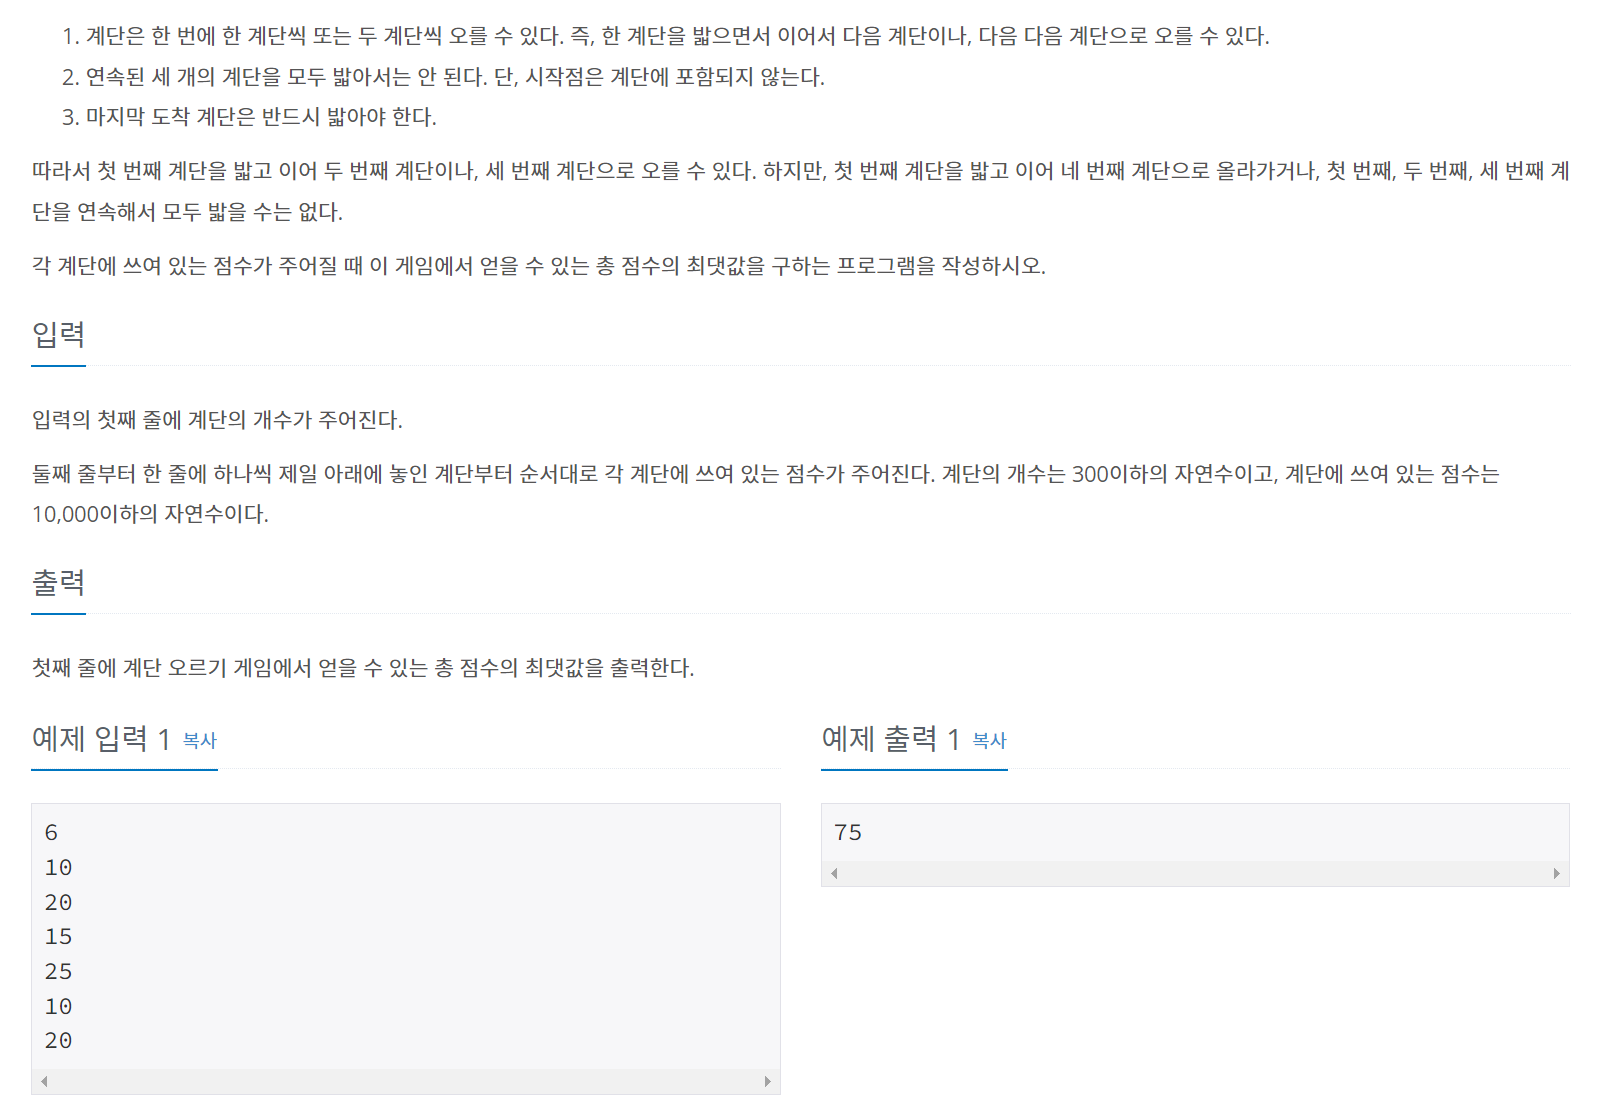 1. 계단은 한 번에 한 계단씩 또는 두 계단씩 오를 수 있다. 즉, 한 계단을 밟으면서 이어서 다음 계단이나, 다음 다음 계단으로 오를 수 있다.
2. 연속된 세 개의 계단을 모두 밟아서는 안 된다. 단, 시작점은 계단에 포함되지 않는다.
3. 마지막 도착 계단은 반드시 밟아야 한다.
따라서 첫 번째 계단을 밟고 이어 두 번째 계단이나, 세 번째 계단으로 오를 수 있다. 하지만, 첫 번째 계단을 밟고 이어 네 번째 계단으로 올라가거나, 첫 번째, 두 번째, 세 번째 계
단을 연속해서 모두 밟을 수는 없다.
각 계단에 쓰여 있는 점수가 주어질 때 이 게임에서 얻을 수 있는 총 점수의 최댓값을 구하는 프로그램을 작성하시오.
입력
입력의 첫째 줄에 계단의 개수가 주어진다.
둘째 줄부터 한 줄에 하나씩 제일 아래에 놓인 계단부터 순서대로 각 계단에 쓰여 있는 점수가 주어진다. 계단의 개수는 300이하의 자연수이고, 계단에 쓰여 있는 점수는
10,000이하의 자연수이다.
출력
첫째 줄에 계단 오르기 게임에서 얻을 수 있는 총 점수의 최댓값을 출력한다.
예제 입력 1 복사
6
10
20
15
25
10
20
예제 출력 1 복사
75